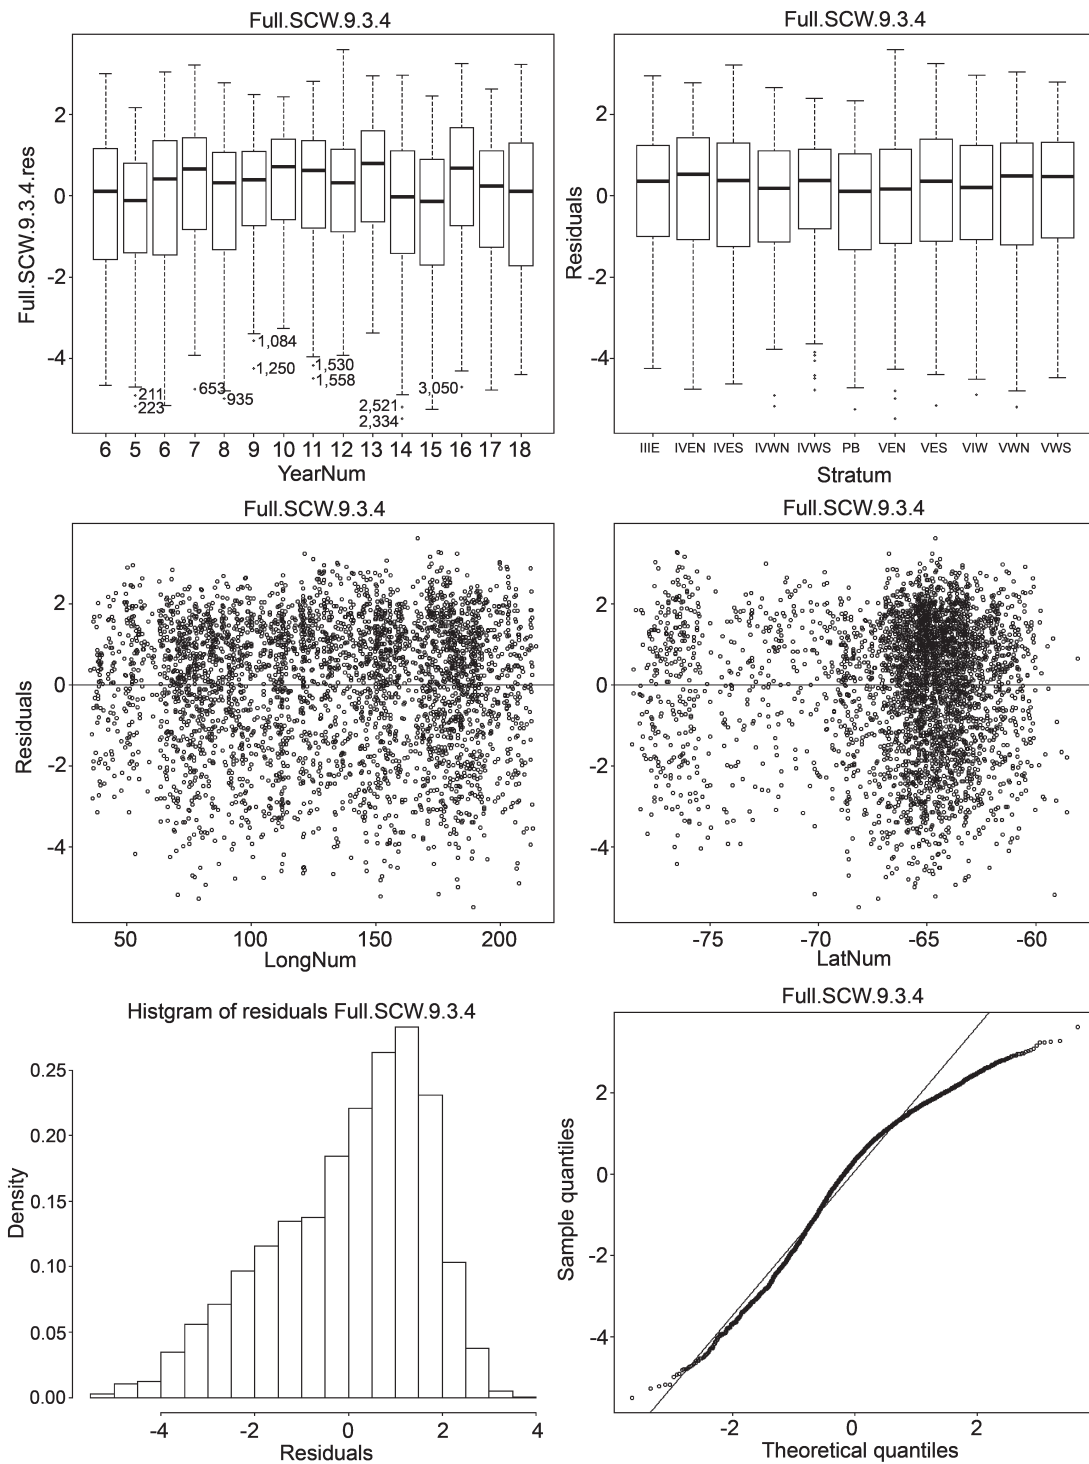 Full.SCW.9.3.4
Full.SCW.9.3.4.res
2
0
-2
-4
1,084
1,250
1,530
1,558
211
223
653
935
3,050
2,521
2,334
6 5 6 7 8 9 10 11 12 13 14 15 16 17 18
YearNum
Full.SCW.9.3.4
Residuals
2
0
-2
-4
IIIE IVEN IVES IVWN IVWS PB VEN VES VIW VWN VWS
Stratum
Full.SCW.9.3.4
Residuals
2
0
-2
-4
50 100 150 200
LongNum
Full.SCW.9.3.4
2
0
-2
-4
-75 -70 -65 -60
LatNum
Histgram of residuals Full.SCW.9.3.4
Density
0.25
0.20
0.15
0.10
0.05
0.00
-4 -2 0 2 4
Residuals
Full.SCW.9.3.4
Sample quantiles
2
0
-2
-4
-2 0 2
Theoretical quantiles